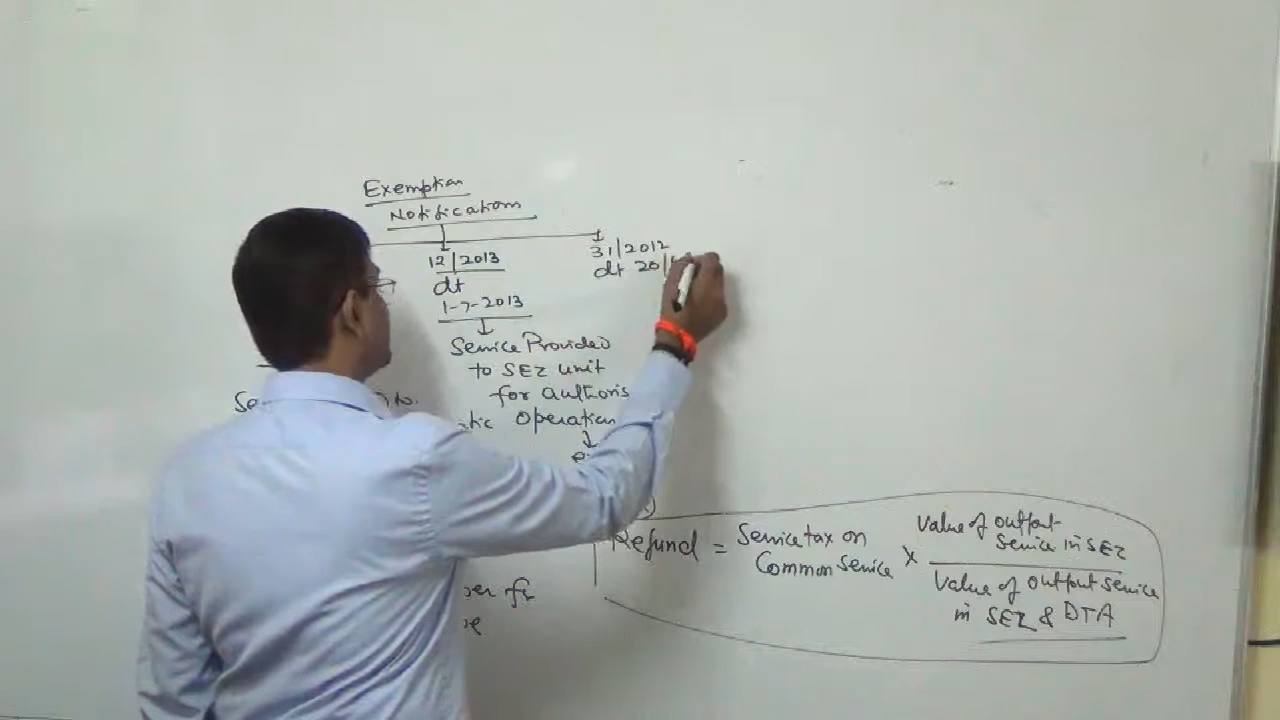 Exemption
Notifications
12/2013
dt
1-7-2013
Service Provided
to SEZ unit
for authoris
operation
31/2012
dt 20/
Refund = Service tax on
Common Service × Value of output
Service in SEZ
Value of output service
in SEZ & DTA